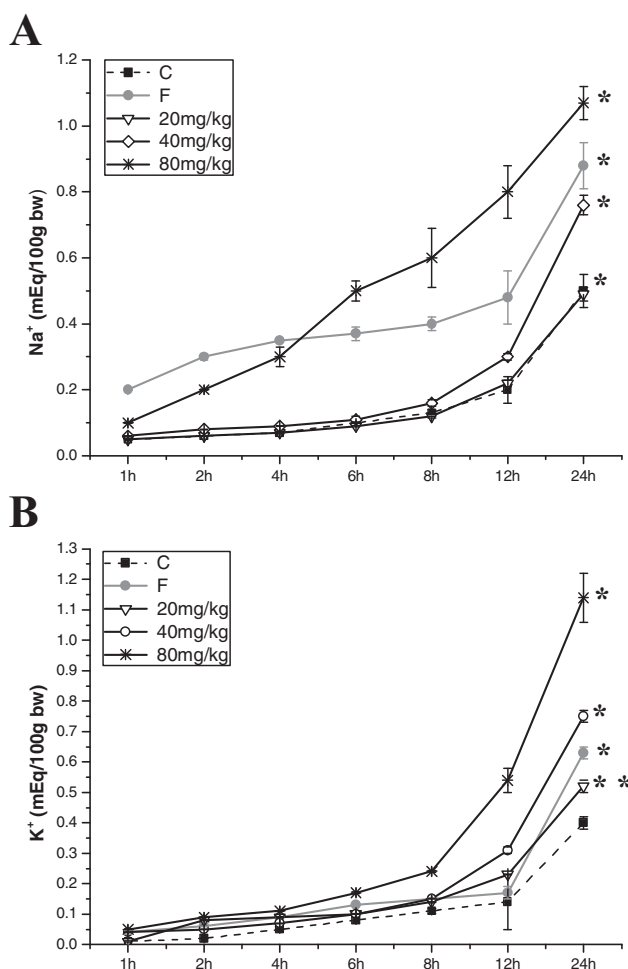 A
1.2
1.0
0.8
0.6
0.4
0.2
0.0
Na⁺ (mEq/100g bw)
C
F
20mg/kg
40mg/kg
80mg/kg
*
*
*
*
1h 2h 4h 6h 8h 12h 24h
B
1.3
1.2
1.1
1.0
0.9
0.8
0.7
0.6
0.5
0.4
0.3
0.2
0.1
0.0
K⁺ (mEq/100g bw)
C
F
20mg/kg
40mg/kg
80mg/kg
*
*
*
* *
1h 2h 4h 6h 8h 12h 24h